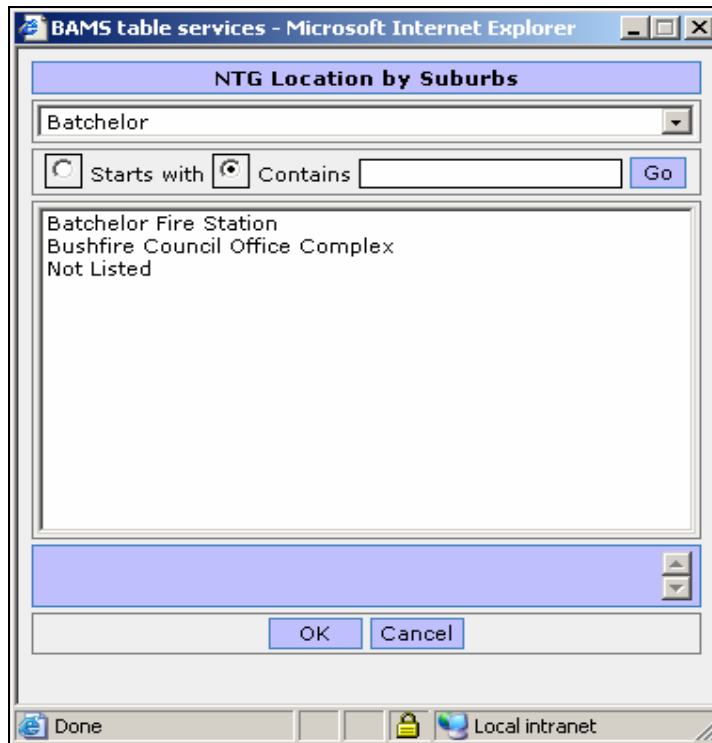 BAMS table services - Microsoft Internet Explorer
NTG Location by Suburbs
Batchelor
Starts with Contains Go
Batchelor Fire Station
Bushfire Council Office Complex
Not Listed
OK Cancel
Done Local intranet